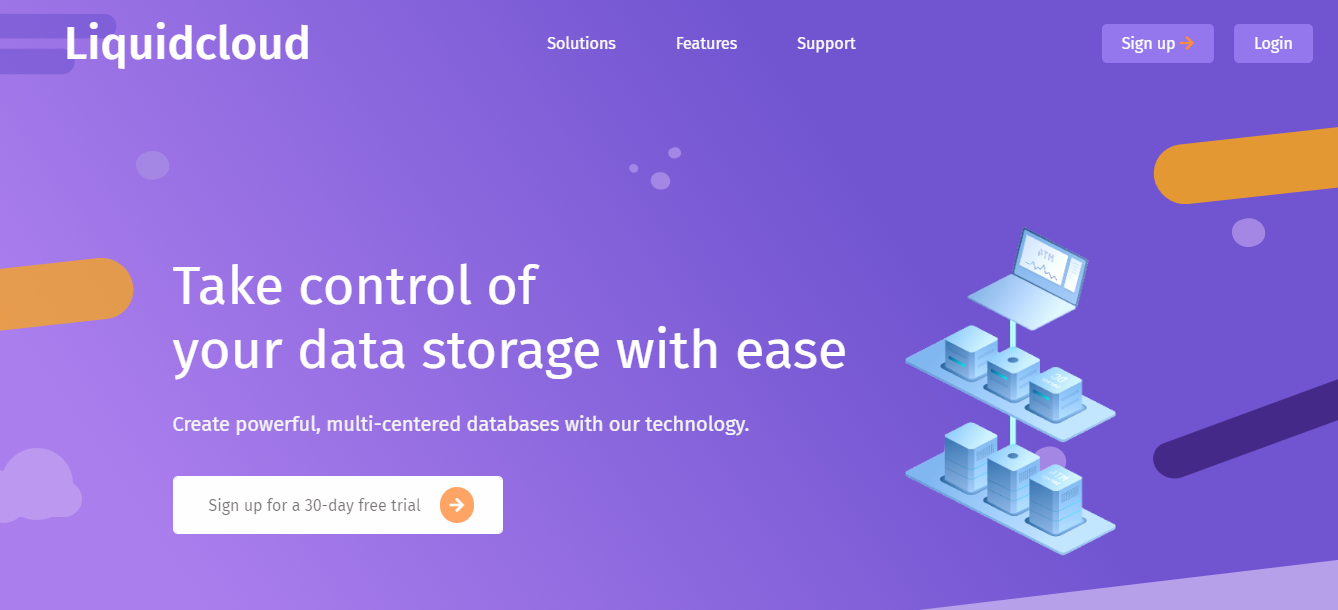 Liquidcloud
Solutions
Features
Support
Sign up
Login
Take control of
your data storage with ease
Create powerful, multi-centered databases with our technology.
Sign up for a 30-day free trial